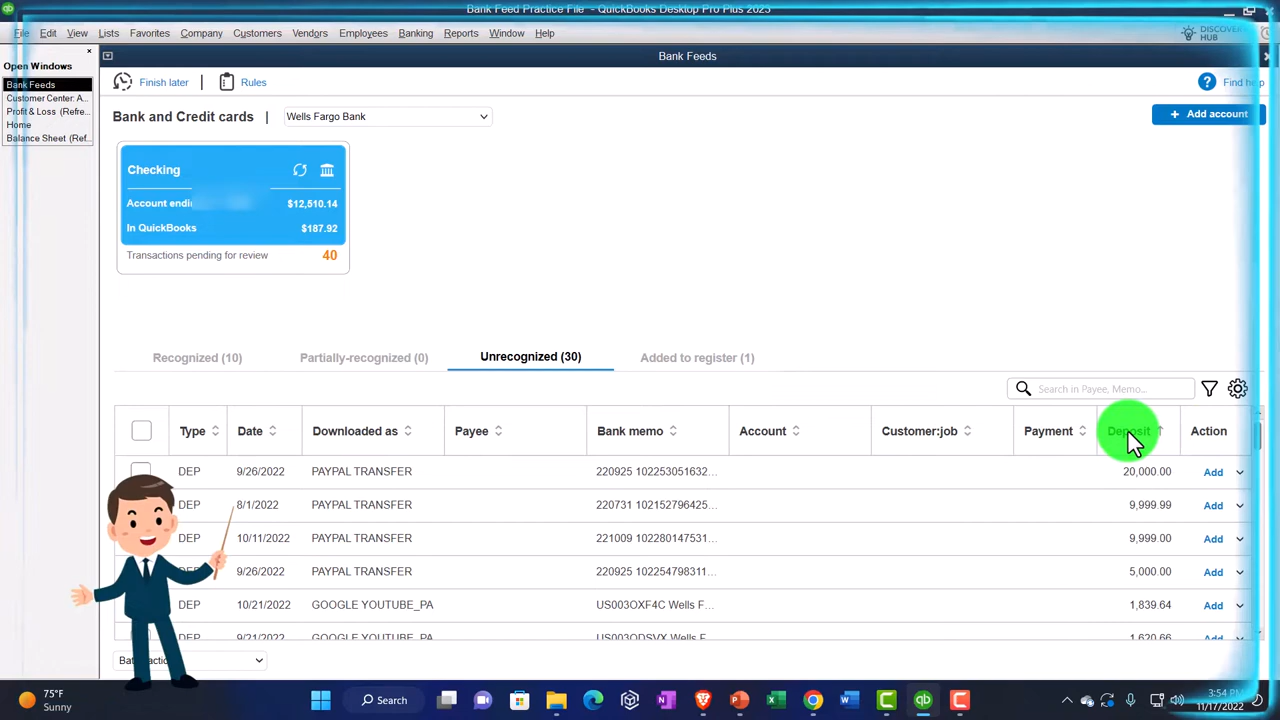 Bank Feed Practice File - QuickBooks Desktop Pro Plus 2023
File Edit View Lists Favorites Company Customers Vendors Employees Banking Reports Window Help
DISCOVER HUB
Open Windows
Bank Feeds
Customer Center: A...
Profit & Loss (Refre...
Home
Balance Sheet (Ref...
Bank Feeds
Finish later | Rules
Find help
Bank and Credit cards | Wells Fargo Bank
+ Add account
Checking
Account endi $12,510.14
In QuickBooks $187.92
Transactions pending for review 40
Recognized (10) Partially-recognized (0) Unrecognized (30) Added to register (1)
Search in Payee, Memo...
Type Date Downloaded as Payee Bank memo Account Customer:job Payment Deposit Action
DEP 9/26/2022 PAYPAL TRANSFER 220925 102253051632... 20,000.00 Add
DEP 8/1/2022 PAYPAL TRANSFER 220731 102152796425... 9,999.99 Add
DEP 10/11/2022 PAYPAL TRANSFER 221009 102280147531... 9,999.00 Add
DEP 9/26/2022 PAYPAL TRANSFER 220925 102254798311... 5,000.00 Add
DEP 10/21/2022 GOOGLE YOUTUBE_PA US003OXF4C Wells F... 1,839.64 Add
DEP 9/21/2022 GOOGLE YOUTUBE_PA US003ODSVX Wells F... 1,620.66 Add
75°F
Sunny
Search
3:54 PM
11/17/2022